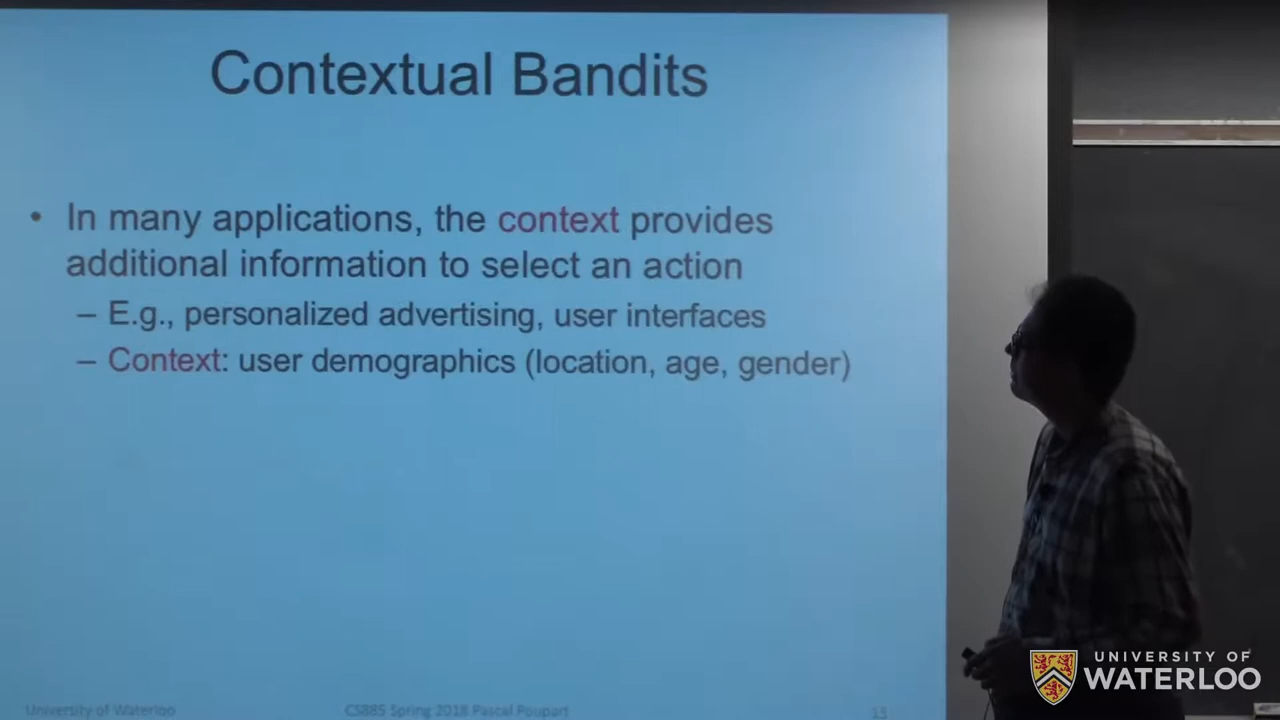 Contextual Bandits
• In many applications, the context provides
additional information to select an action
– E.g., personalized advertising, user interfaces
– Context: user demographics (location, age, gender)
University of Waterloo
CS885 Spring 2018 Pascal Poupart
13
UNIVERSITY OF
WATERLOO